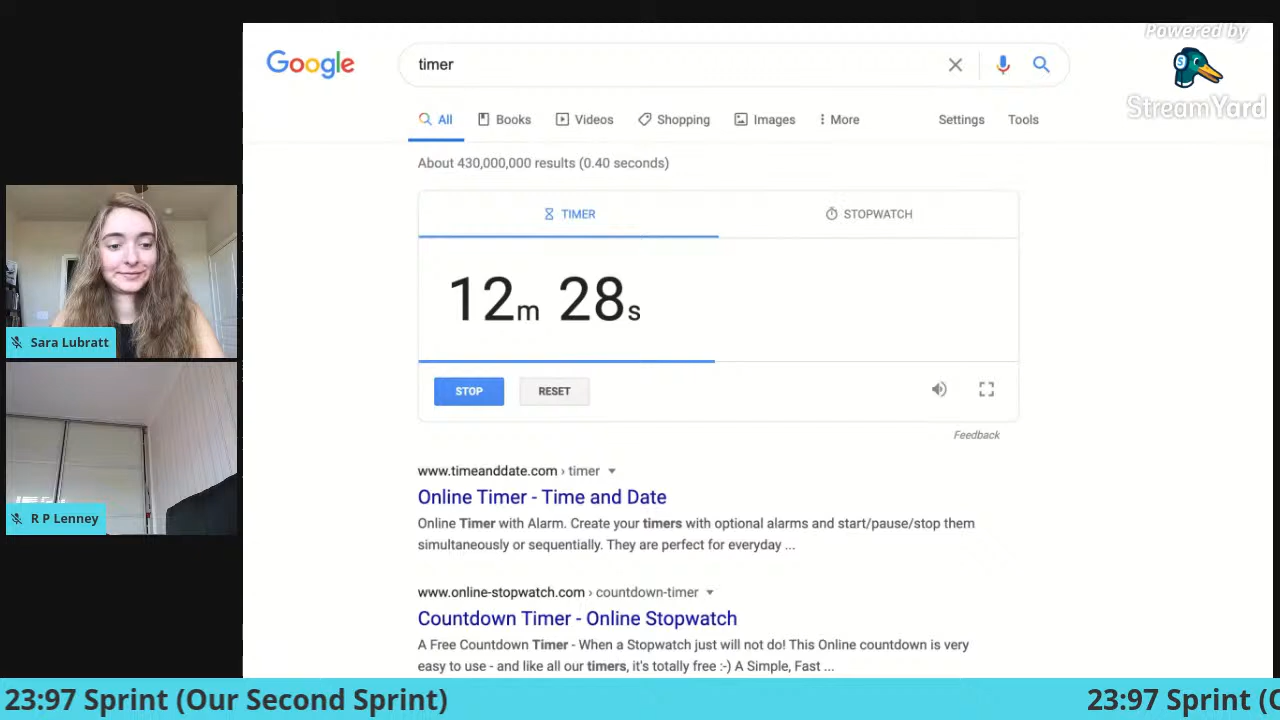 Powered by
StreamYard
Google
timer
All
Books
Videos
Shopping
Images
More
Settings
Tools
About 430,000,000 results (0.40 seconds)
TIMER
STOPWATCH
12m 28s
STOP
RESET
Feedback
www.timeanddate.com › timer
Online Timer - Time and Date
Online Timer with Alarm. Create your timers with optional alarms and start/pause/stop them
simultaneously or sequentially. They are perfect for everyday ...
www.online-stopwatch.com › countdown-timer
Countdown Timer - Online Stopwatch
A Free Countdown Timer - When a Stopwatch just will not do! This Online countdown is very
easy to use - and like all our timers, it's totally free :-) A Simple, Fast ...
Sara Lubratt
R P Lenney
23:97 Sprint (Our Second Sprint)
23:97 Sprint (O